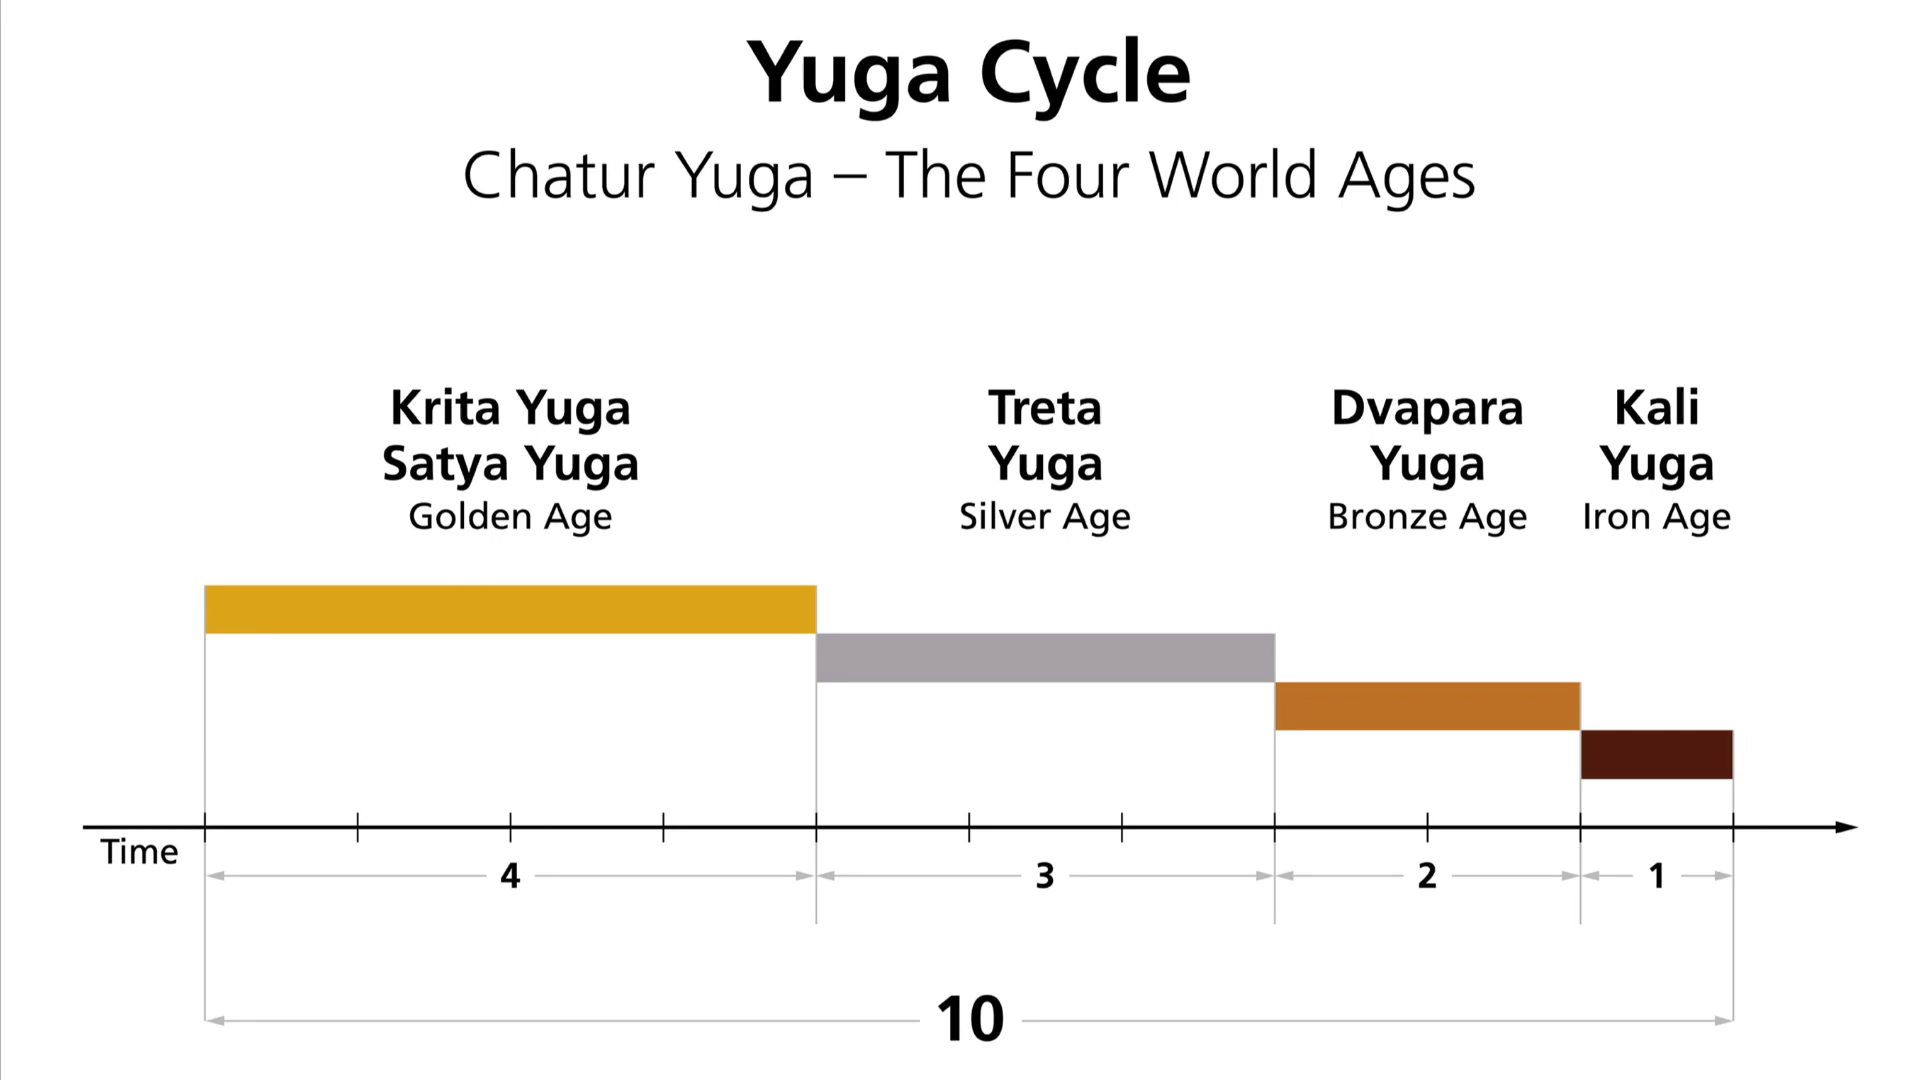 Yuga Cycle
Chatur Yuga – The Four World Ages
Krita Yuga
Satya Yuga
Golden Age
Treta
Yuga
Silver Age
Dvapara
Yuga
Bronze Age
Kali
Yuga
Iron Age
Time
4
3
2
1
10